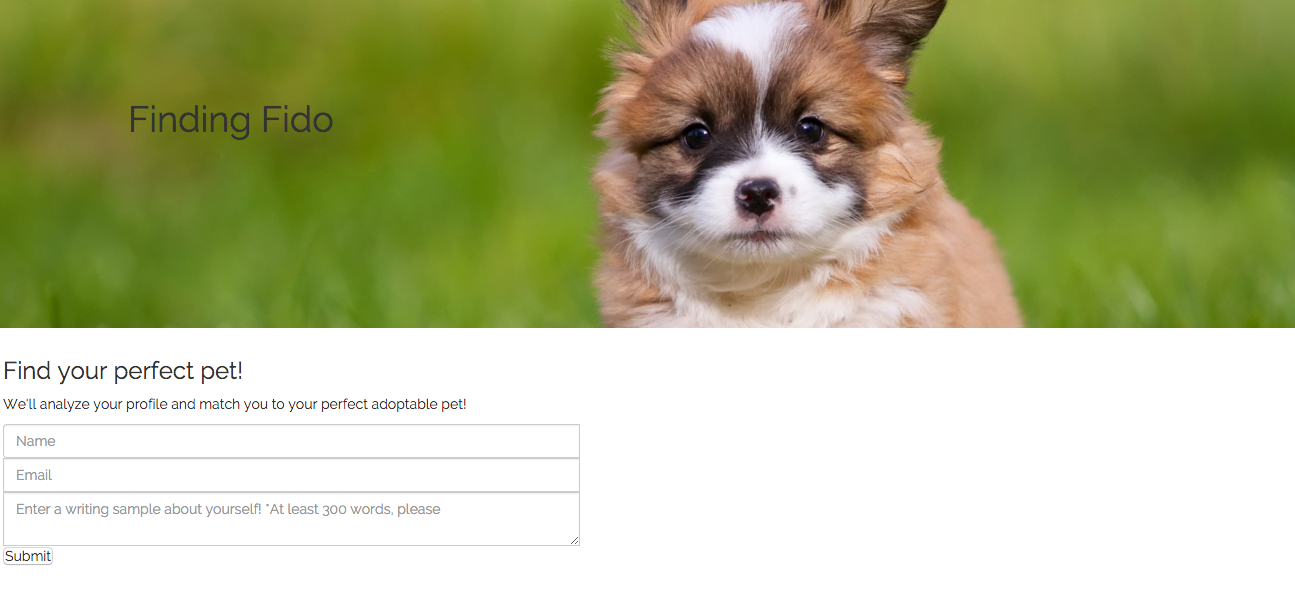 Finding Fido
Find your perfect pet!
We'll analyze your profile and match you to your perfect adoptable pet!
Name
Email
Enter a writing sample about yourself! *At least 300 words, please
Submit